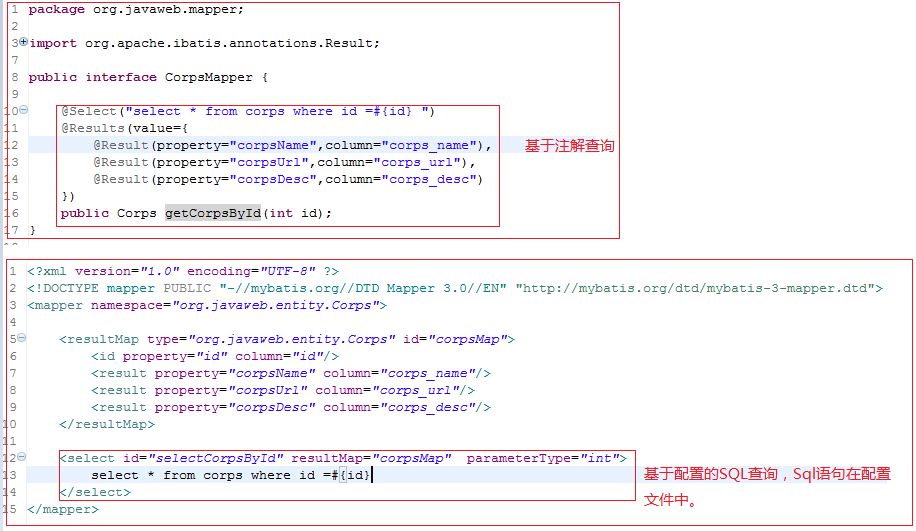 1 package org.javaweb.mapper;
2
3 import org.apache.ibatis.annotations.Result;
7
8 public interface CorpsMapper {
9
10 @Select("select * from corps where id =#{id} ")
11 @Results(value={
12 @Result(property="corpsName",column="corps_name"),
13 @Result(property="corpsUrl",column="corps_url"),
14 @Result(property="corpsDesc",column="corps_desc")
15 })
16 public Corps getCorpsById(int id);
17 }
基于注解查询
1 <?xml version="1.0" encoding="UTF-8" ?>
2 <!DOCTYPE mapper PUBLIC "-//mybatis.org//DTD Mapper 3.0//EN" "http://mybatis.org/dtd/mybatis-3-mapper.dtd">
3 <mapper namespace="org.javaweb.entity.Corps">
4
5 <resultMap type="org.javaweb.entity.Corps" id="corpsMap">
6 <id property="id" column="id"/>
7 <result property="corpsName" column="corps_name"/>
8 <result property="corpsUrl" column="corps_url"/>
9 <result property="corpsDesc" column="corps_desc"/>
10 </resultMap>
11
12 <select id="selectCorpsById" resultMap="corpsMap" parameterType="int">
13 select * from corps where id =#{id}
14 </select>
15 </mapper>
基于配置的SQL查询，Sql语句在配置
文件中。